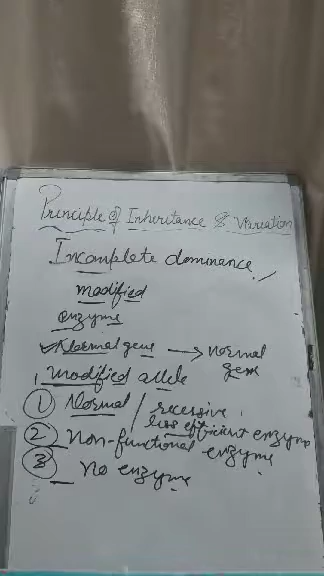 Principle of Inheritance & Variation
Incomplete dominance
modified
enzyme
Normal gene → normal
gene
modified allele
① Normal / recessive,
less efficient enzyme
② Non-functional enzyme
③ no enzyme